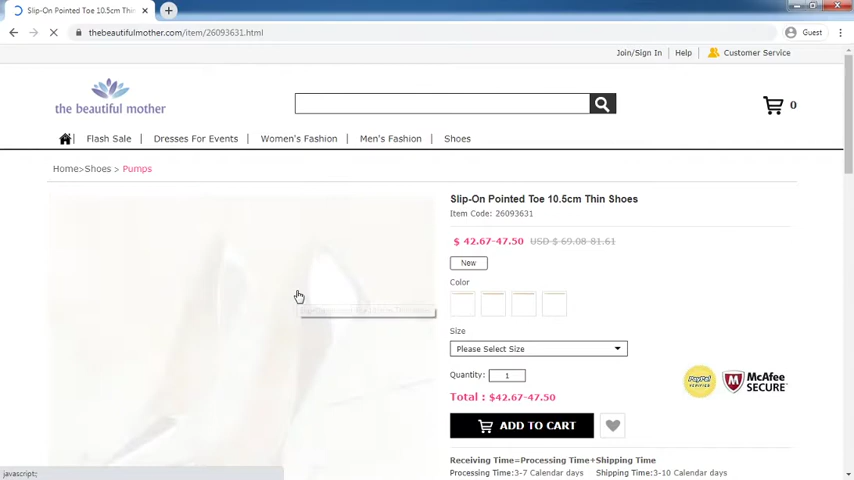 Slip-On Pointed Toe 10.5cm Thin
thebeautifulmother.com/item/26093631.html
Guest
Join/Sign In
Help
Customer Service
the beautiful mother
0
Flash Sale
Dresses For Events
Women's Fashion
Men's Fashion
Shoes
Home>Shoes > Pumps
Slip-On Pointed Toe 10.5cm Thin Shoes
Item Code: 26093631
$ 42.67-47.50 USD $ 69.08-81.61
New
Color
Size
Please Select Size
Quantity: 1
PayPal
VERIFIED
McAfee
SECURE
Total : $42.67-47.50
ADD TO CART
Receiving Time=Processing Time+Shipping Time
Processing Time:3-7 Calendar days Shipping Time:3-10 Calendar days
javascript: